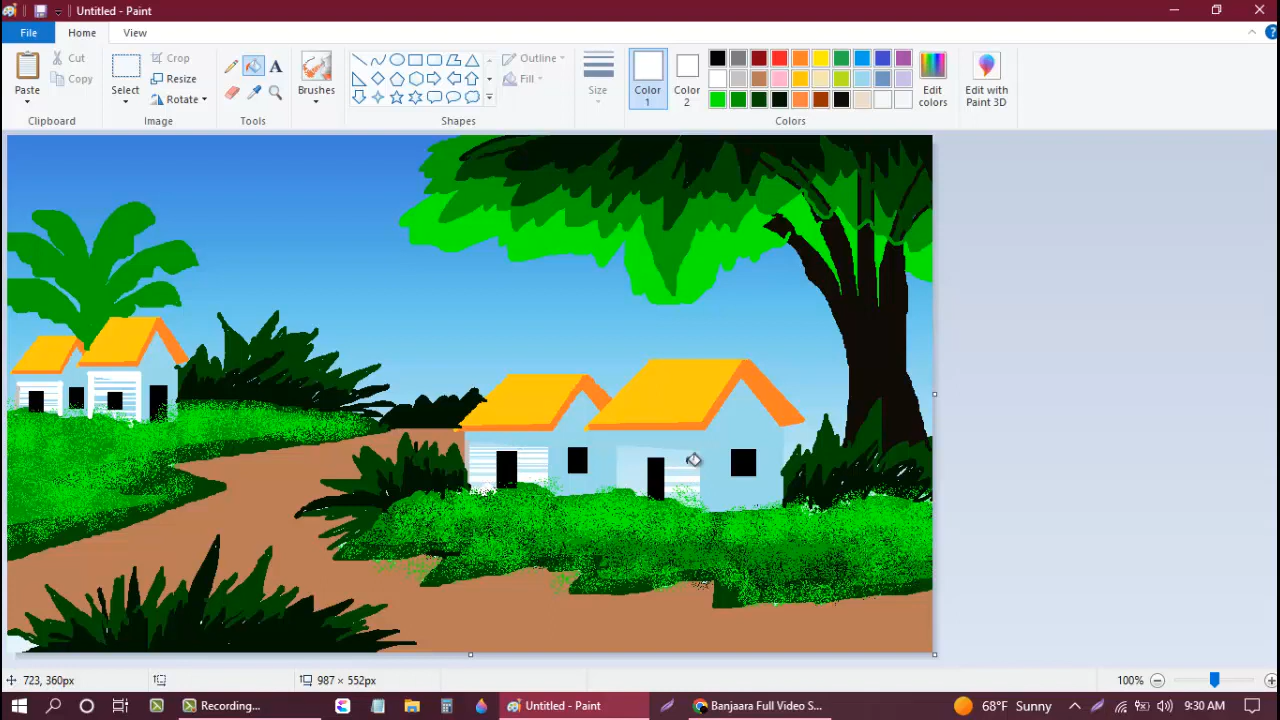 Untitled - Paint
File
Home
View
Paste
Cut
Copy
Clipboard
Select
Crop
Resize
Rotate
Image
A
Tools
Brushes
Outline
Fill
Shapes
Size
Color 1
Color 2
Colors
Edit colors
Edit with Paint 3D
723, 360px
987 × 552px
100%
Recording...
Untitled - Paint
Banjaara Full Video S...
68°F Sunny
9:30 AM